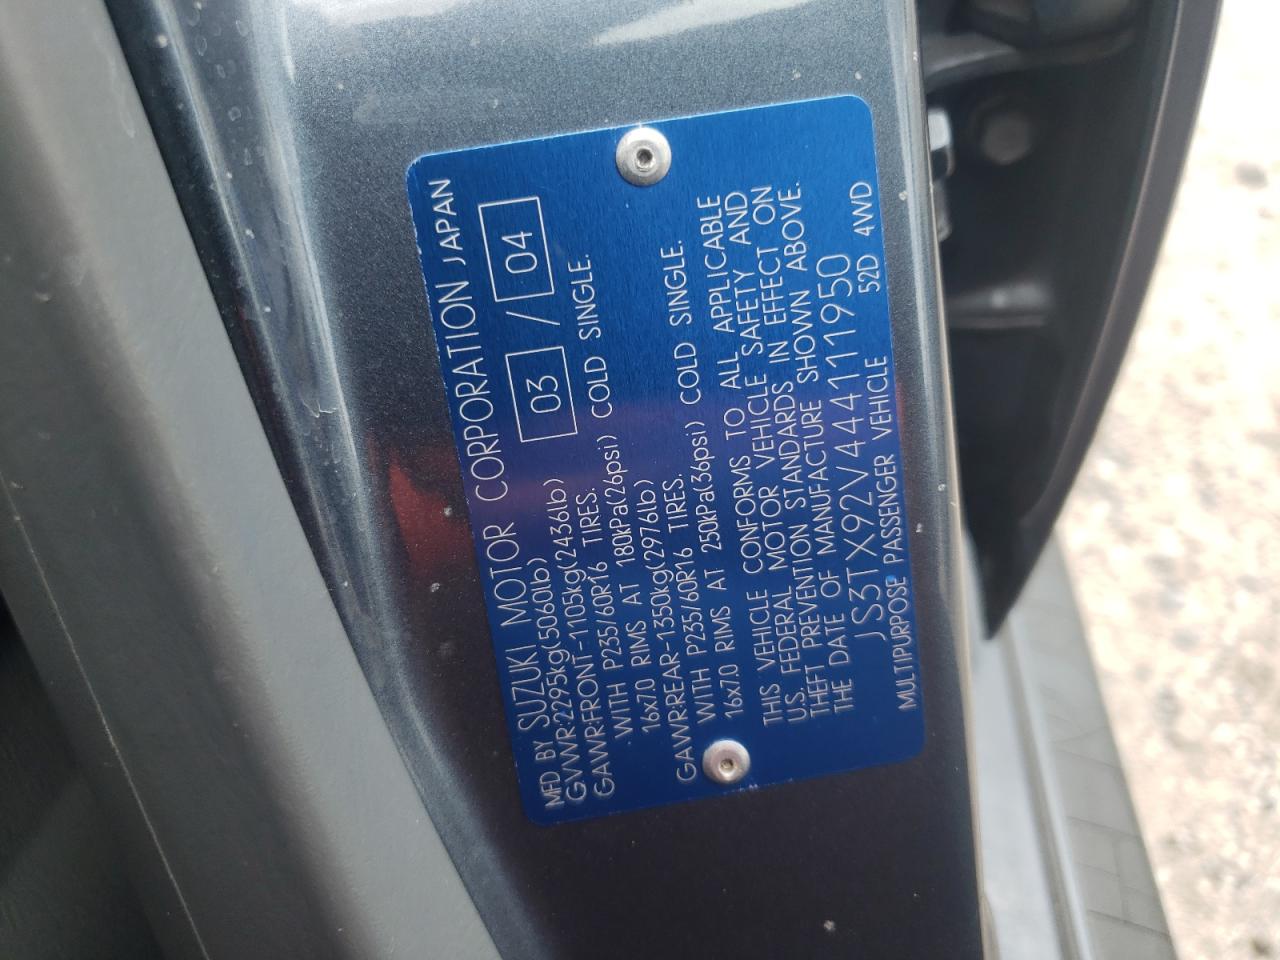 MFD BY SUZUKI MOTOR CORPORATION JAPAN
GVWR:2295kg(5060lb) 03 / 04
GAWR:FRONT-1105kg(2436lb)
WITH P235/60R16 TIRES.
16x7.0 RIMS AT 180kPa(26psi) COLD SINGLE.
GAWR:REAR-1350kg(2976lb)
WITH P235/60R16 TIRES.
16x7.0 RIMS AT 250kPa(36psi) COLD SINGLE.
THIS VEHICLE CONFORMS TO ALL APPLICABLE
U.S. FEDERAL MOTOR VEHICLE SAFETY AND
THEFT PREVENTION STANDARDS IN EFFECT ON
THE DATE OF MANUFACTURE SHOWN ABOVE.
JS3TX92V444111950
MULTIPURPOSE PASSENGER VEHICLE 52D 4WD